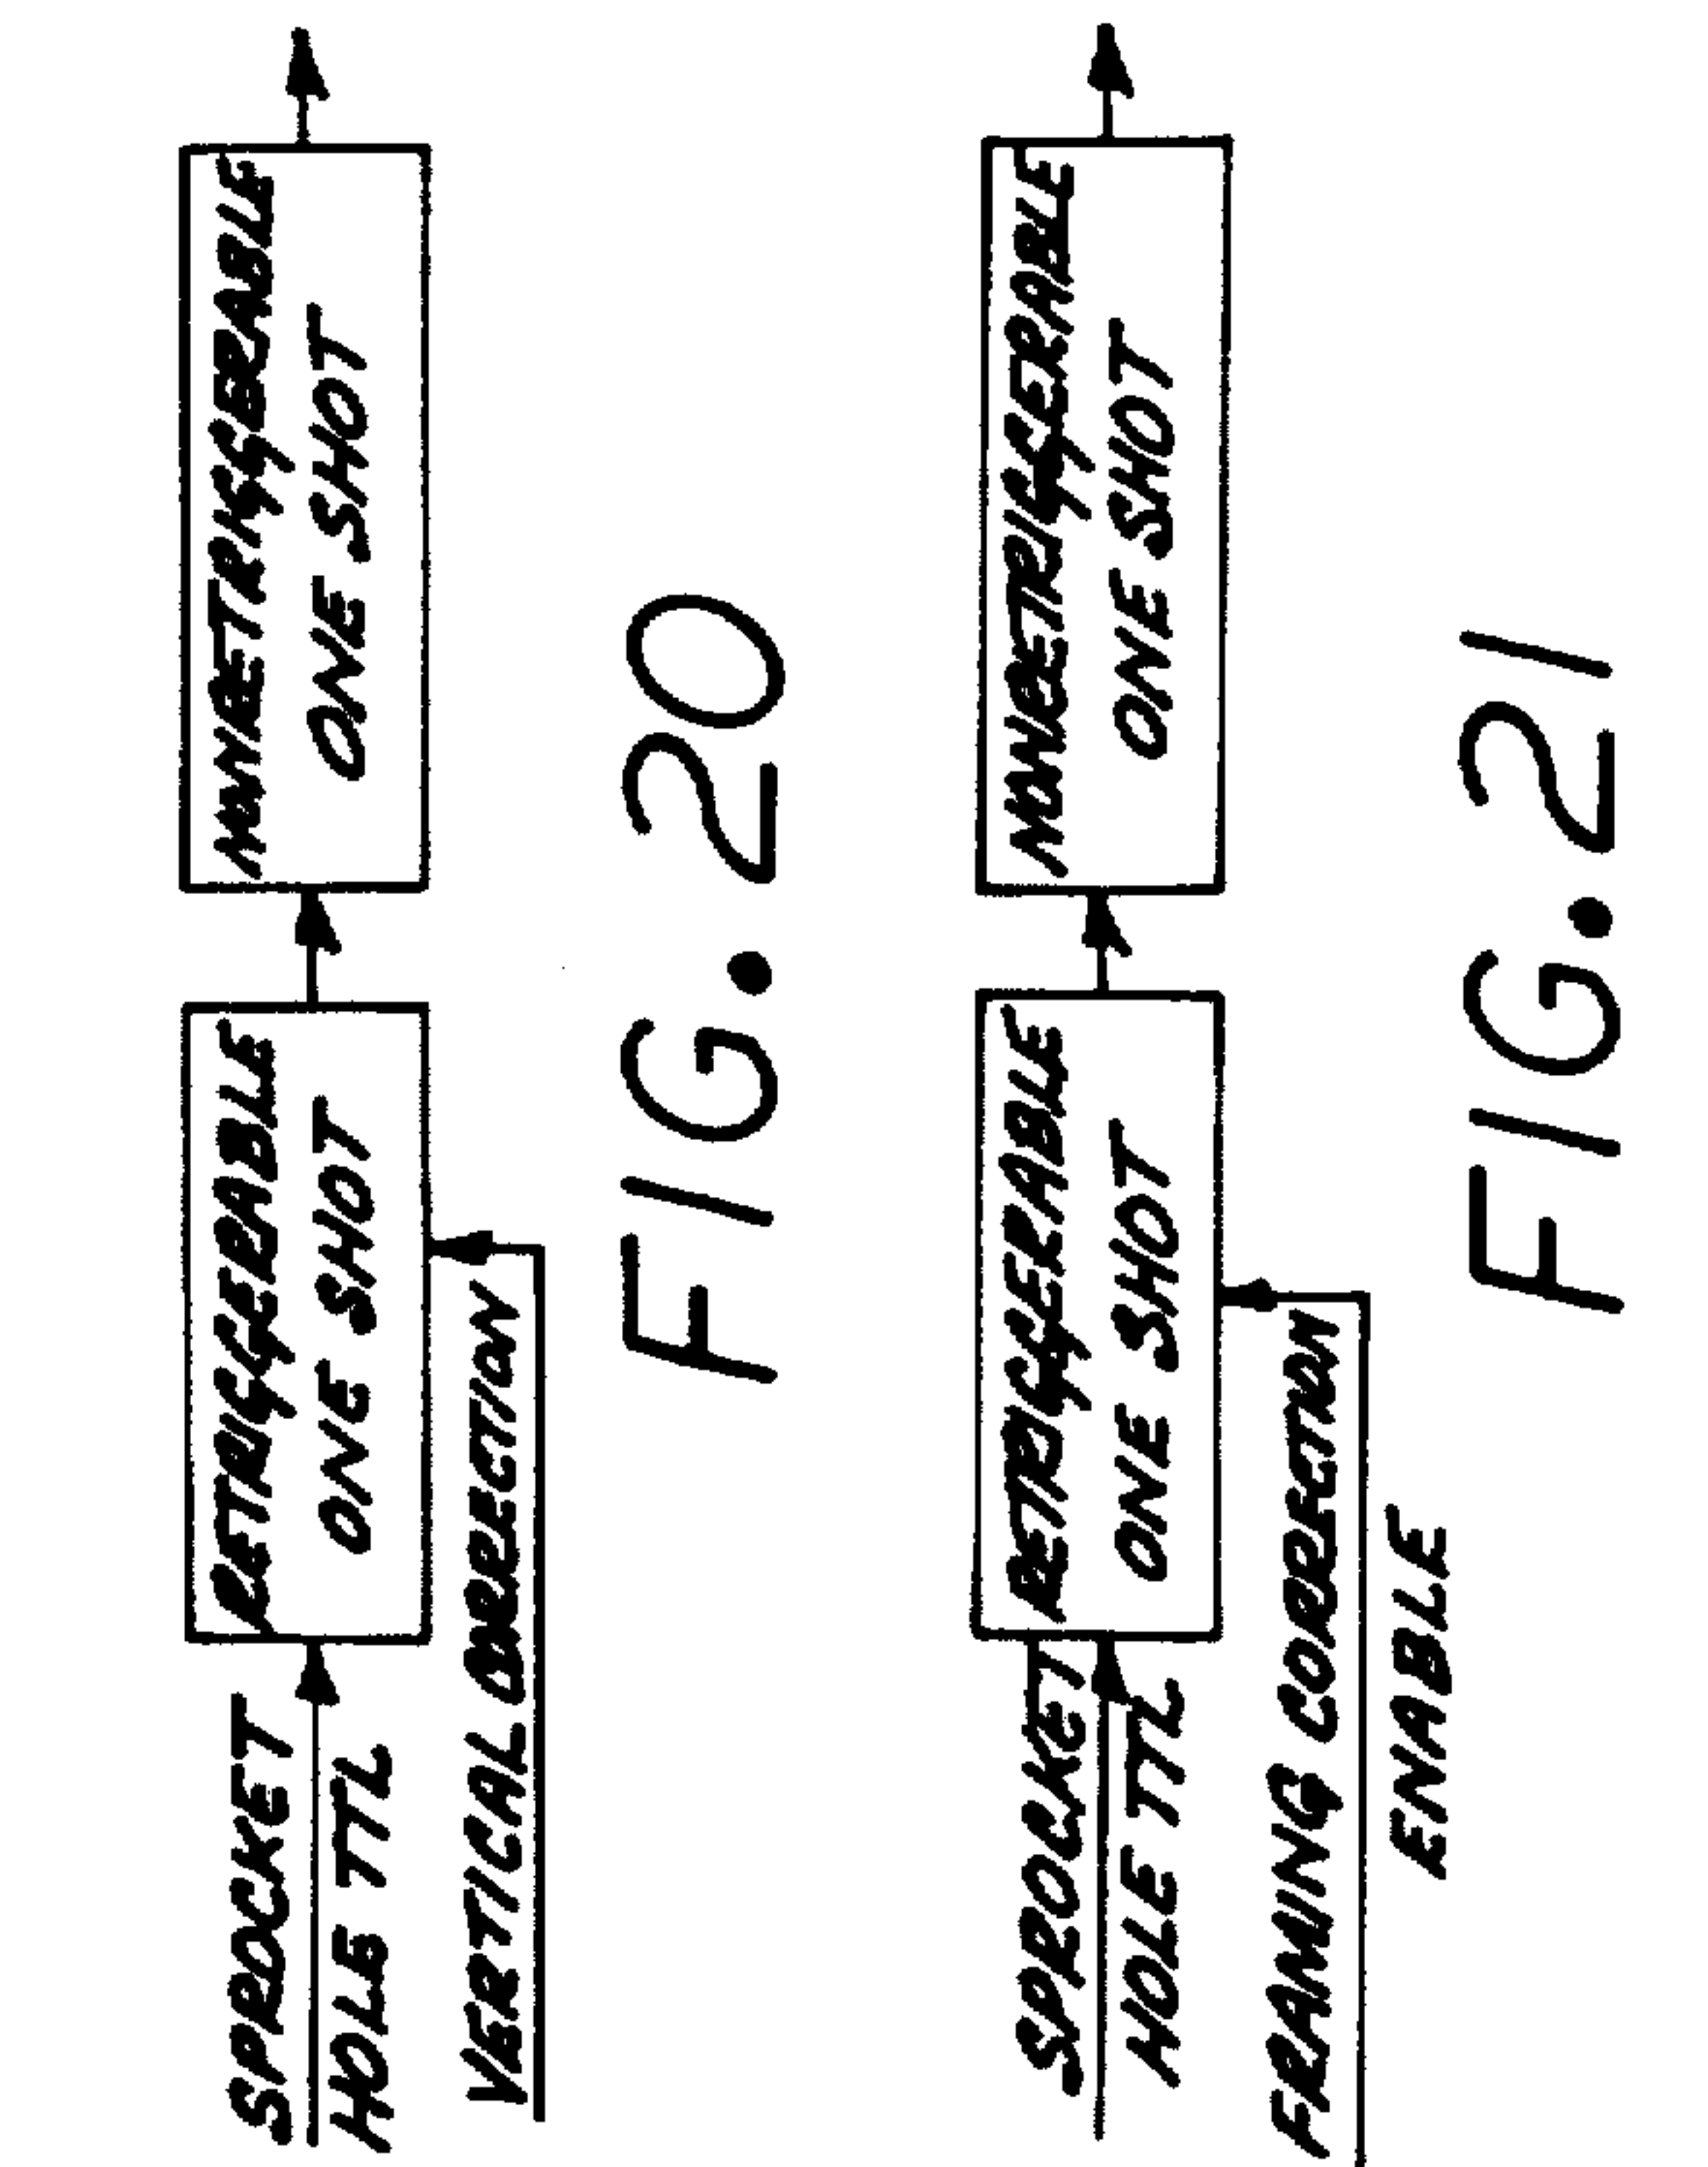 SPROCKET
HOLE TTL
RETRIGGERABLE
ONE SHOT
NONRETRIGGERABLE
ONE SHOT
VERTICAL CORRECTION
FIG. 20
SPROCKET
HOLE TTL
RETRIGGERABLE
ONE SHOT
NONRETRIGGERABLE
ONE SHOT
FRAMING CORRECTION
ENABLE
FIG. 21